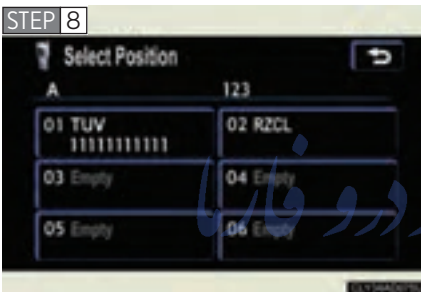 STEP 8
Select Position
A 123
01 TUV 02 RZCL
11111111111
03 Empty 04 Empty
05 Empty 06 Empty